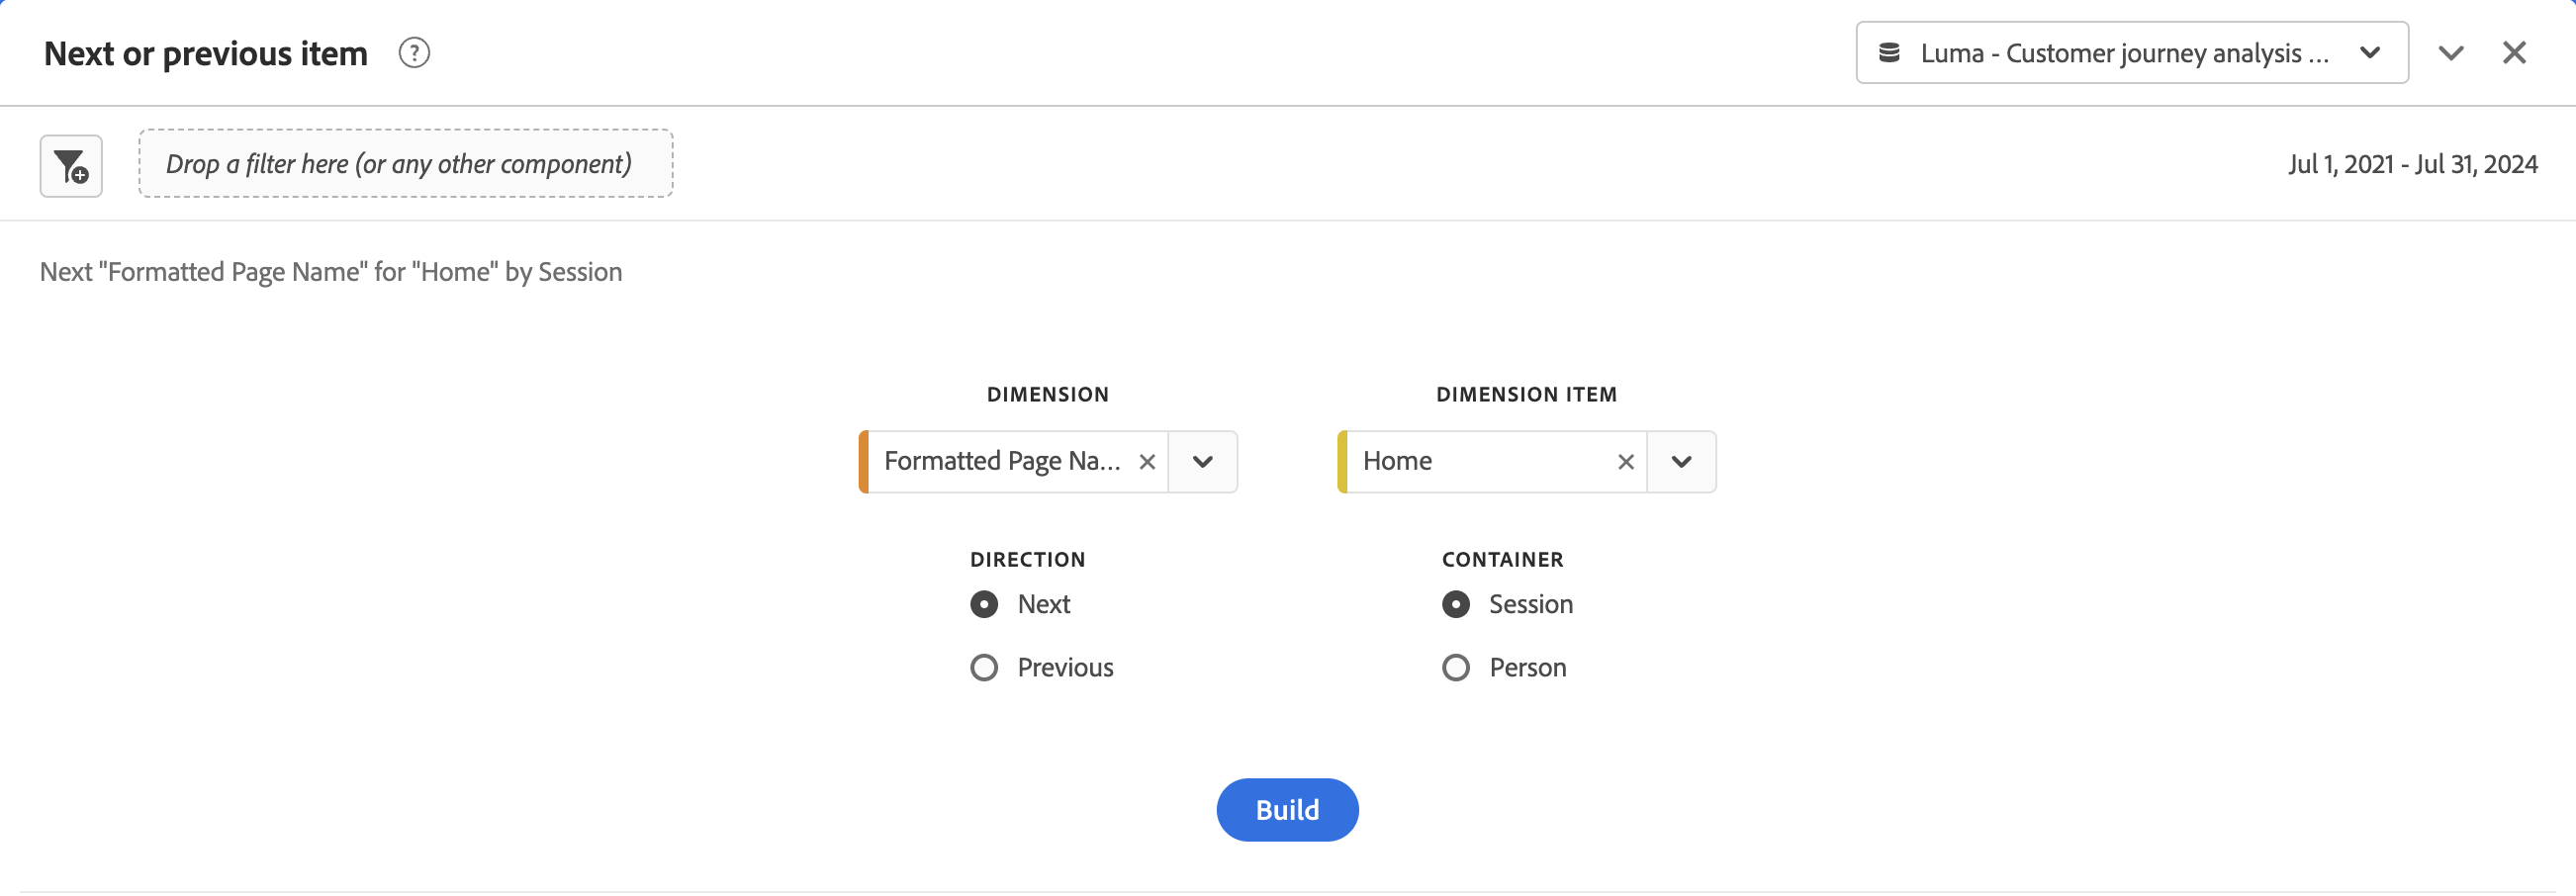 Next or previous item
Luma - Customer journey analysis ...
Drop a filter here (or any other component)
Jul 1, 2021 - Jul 31, 2024
Next "Formatted Page Name" for "Home" by Session
DIMENSION
DIMENSION ITEM
Formatted Page Na...
Home
DIRECTION
CONTAINER
Next
Session
Previous
Person
Build